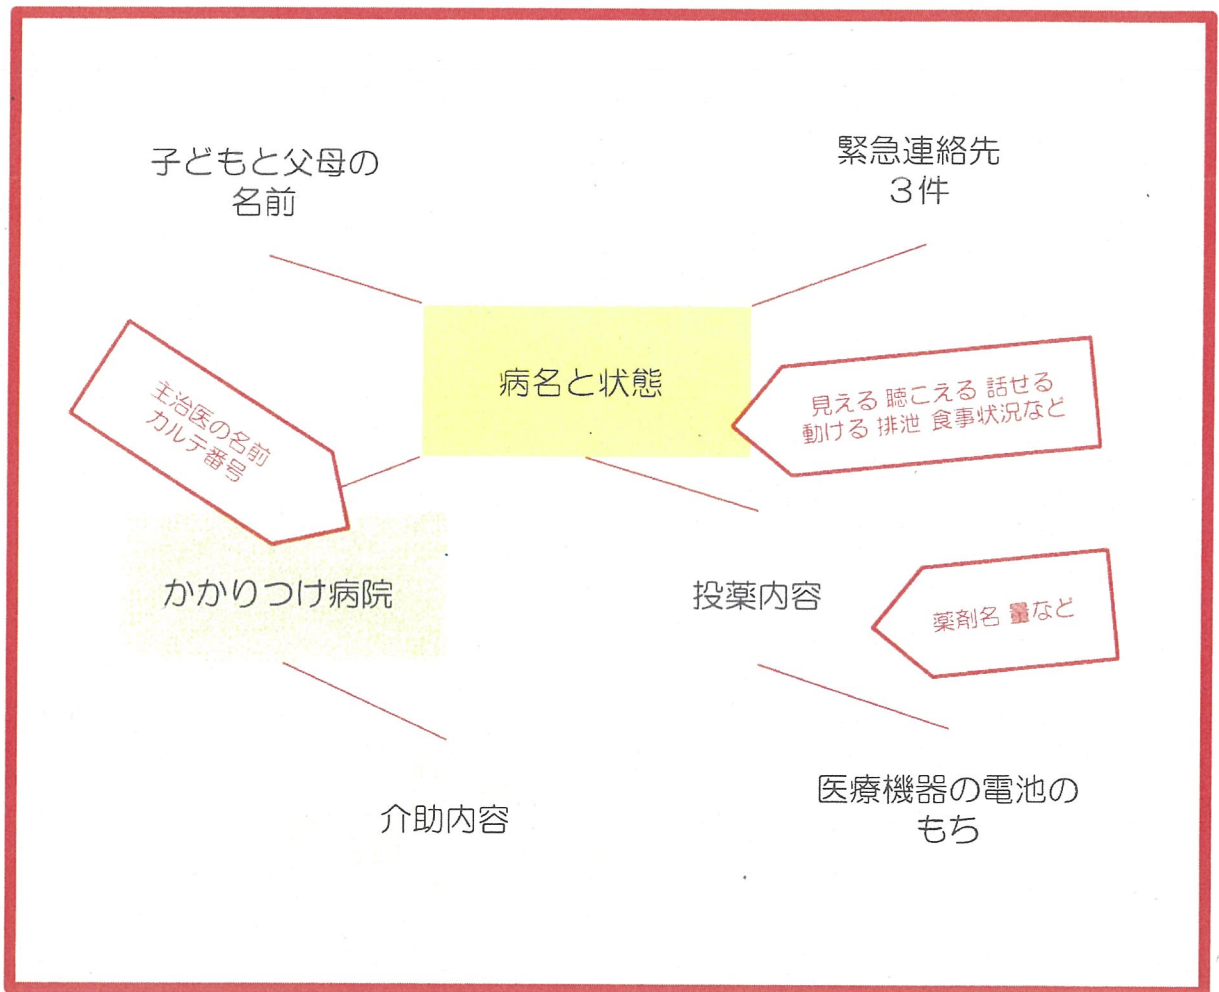 子どもと父母の
名前
緊急連絡先
3件
病名と状態
見える 聴こえる 話せる
動ける 排泄 食事状況など
主治医の名前
カルテ番号
かかりつけ病院
投薬内容
薬剤名 量など
介助内容
医療機器の電池の
もち